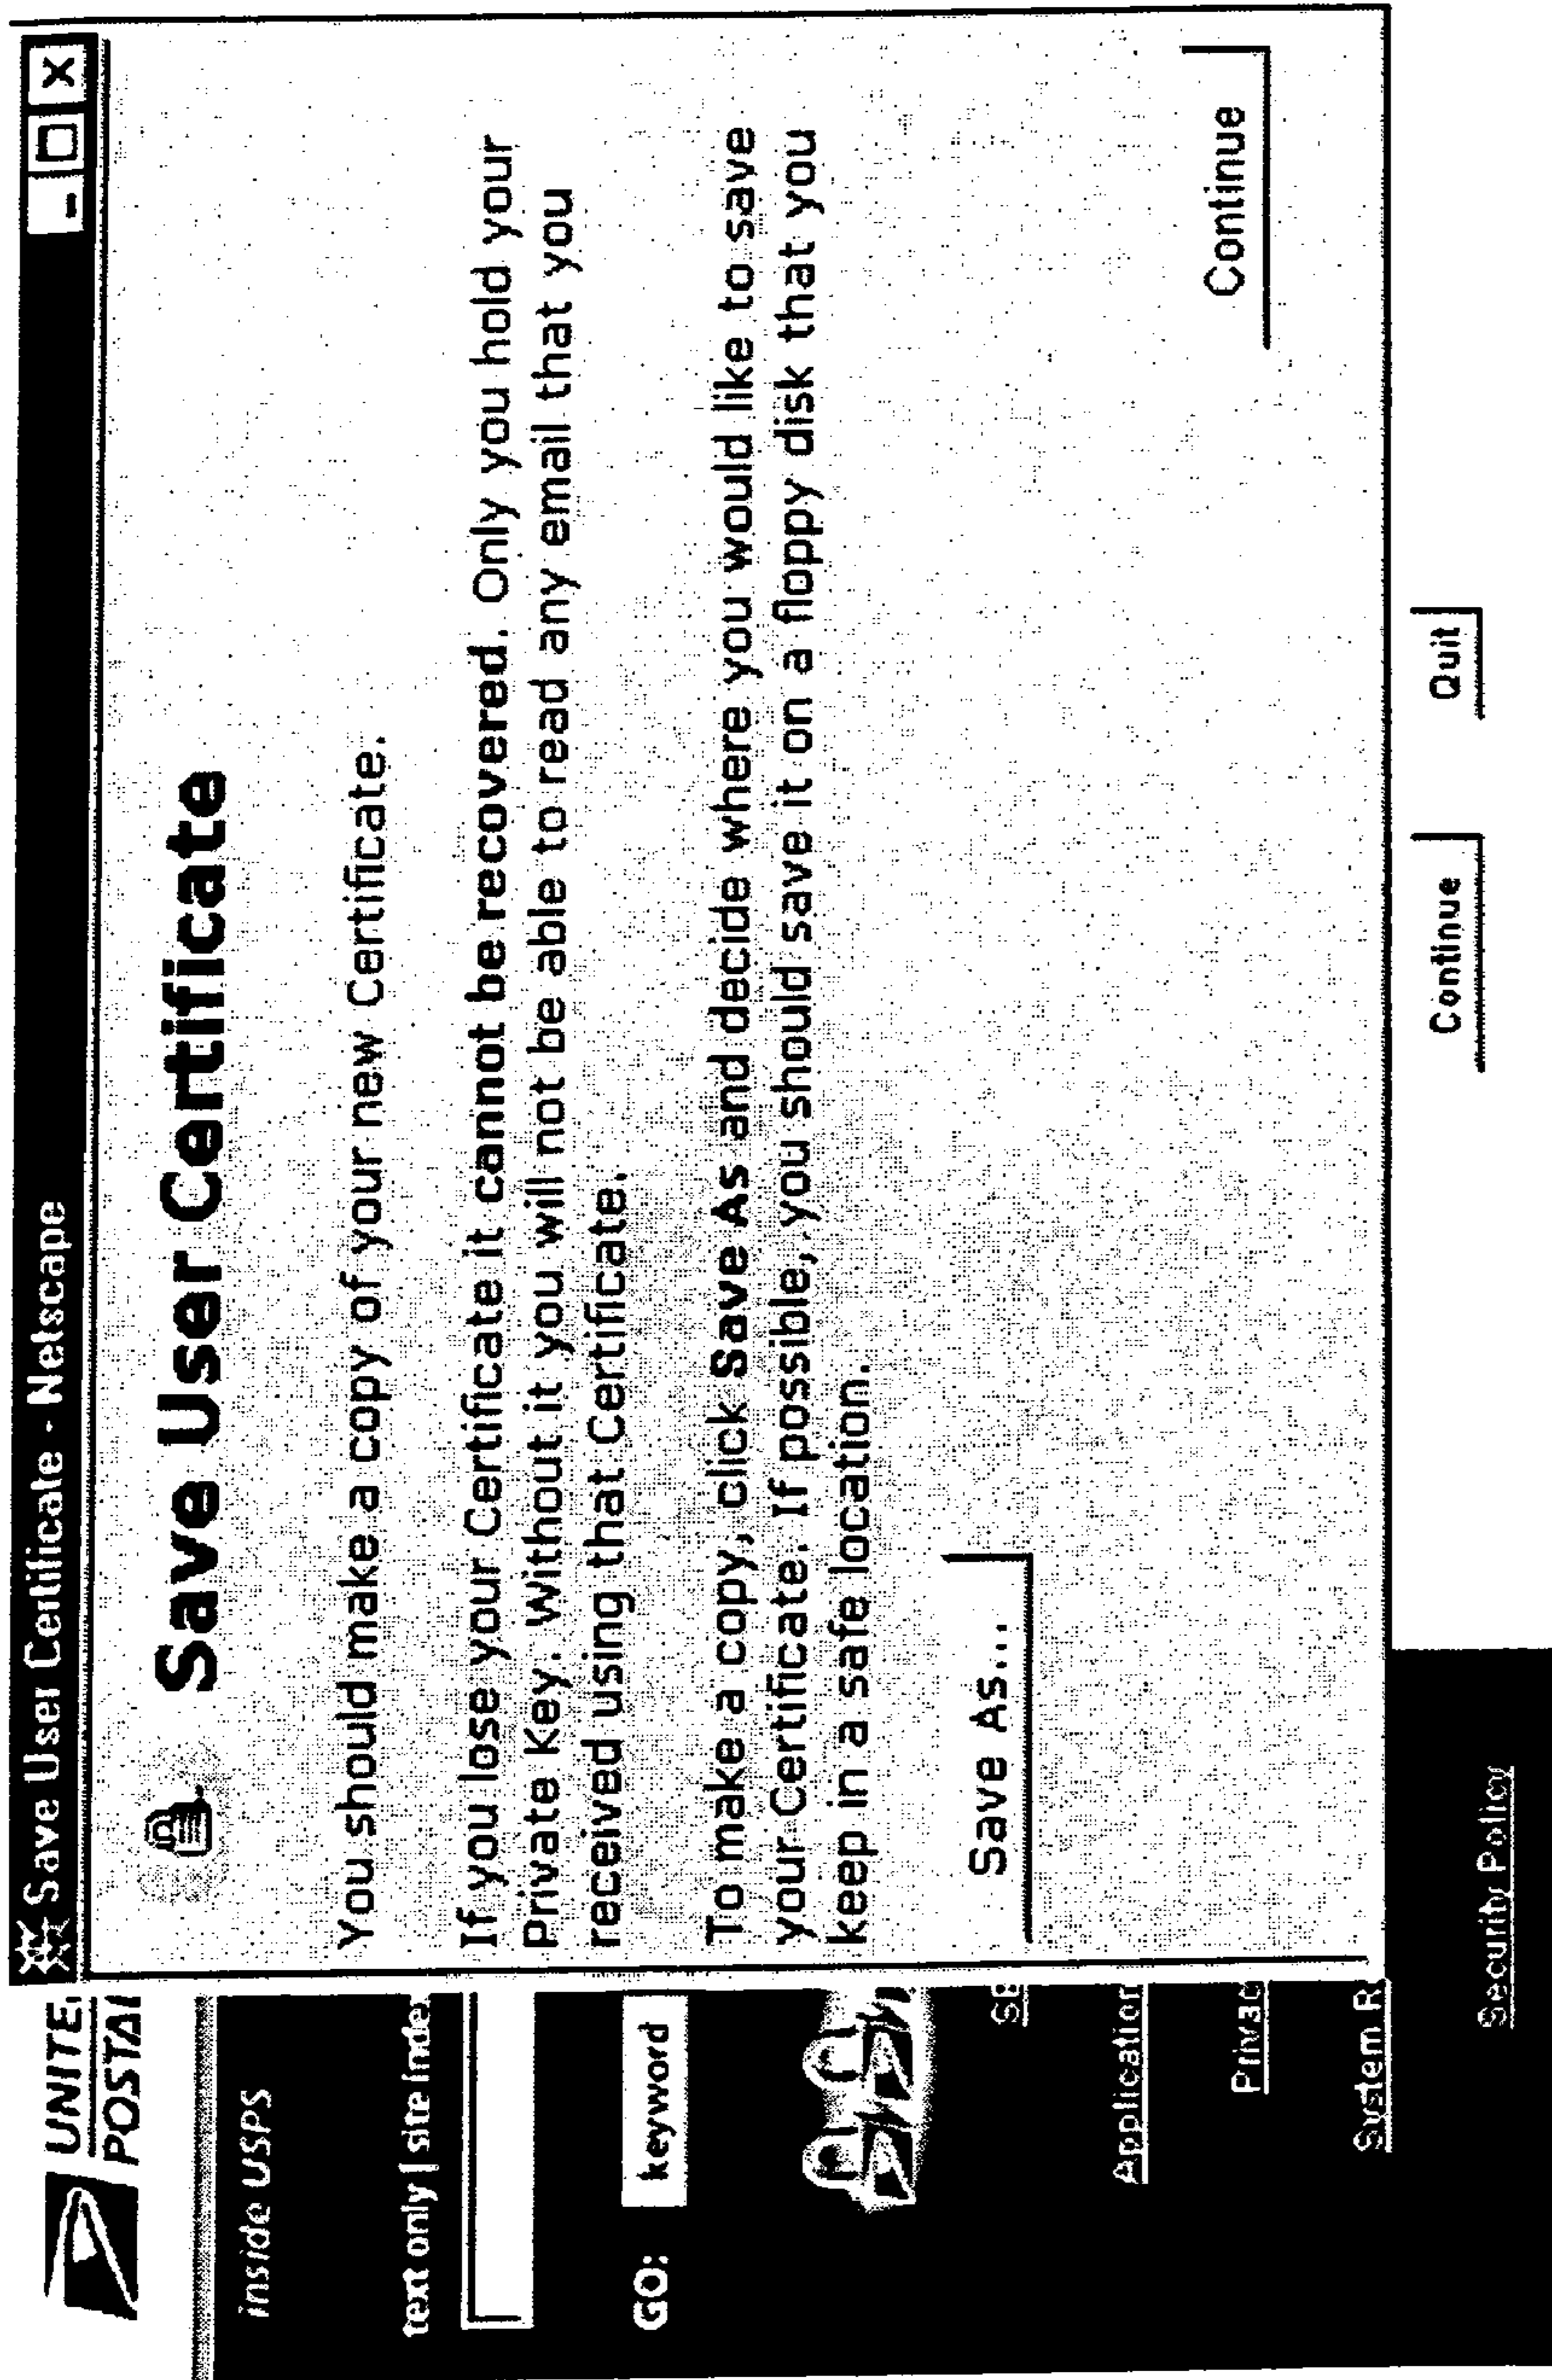 Save User Certificate - Netscape
Save User Certificate
You should make a copy of your new Certificate.
If you lose your Certificate it cannot be recovered. Only you hold your
Private Key. Without it you will not be able to read any email that you
received using that Certificate.
To make a copy, click Save As and decide where you would like to save
your Certificate. If possible, you should save it on a floppy disk that you
keep in a safe location.
Save As...
Continue
UNITE
POSTAL
inside USPS
text only | site inde
GO:
keyword
SE
Application
Privac
System R
Security Policy
Continue
Quit